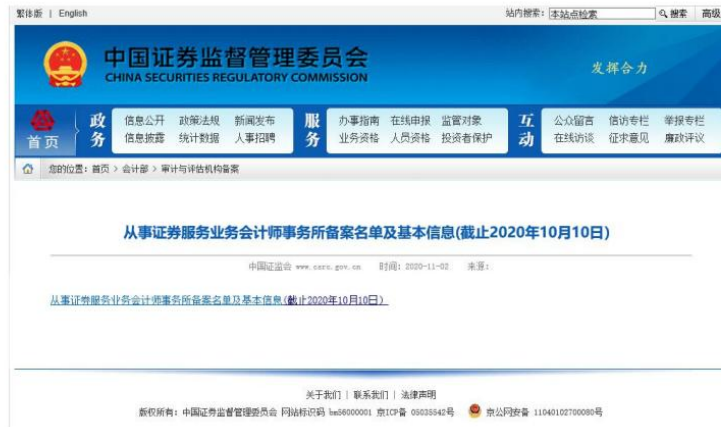 繁体版 | English 站内搜索: 本站点检索 搜索 高级
中国证券监督管理委员会
CHINA SECURITIES REGULATORY COMMISSION
发挥合力
首页 政务 信息公开 政策法规 新闻发布 服务 办事指南 在线申报 监管对象 互动 公众留言 信访专栏 举报专栏
信息披露 统计数据 人事招聘 业务资格 人员资格 投资者保护 在线访谈 征求意见 廉政评议
您的位置: 首页 > 会计部 > 审计与评估机构备案
从事证券服务业务会计师事务所备案名单及基本信息(截止2020年10月10日)
中国证监会 www.csrc.gov.cn 时间: 2020-11-02 来源:
从事证券服务业务会计师事务所备案名单及基本信息(截止2020年10月10日)
关于我们 | 联系我们 | 法律声明
版权所有: 中国证券监督管理委员会 网站标识码 bm56000001 京ICP备 05035542号 京公网安备 11040102700080号